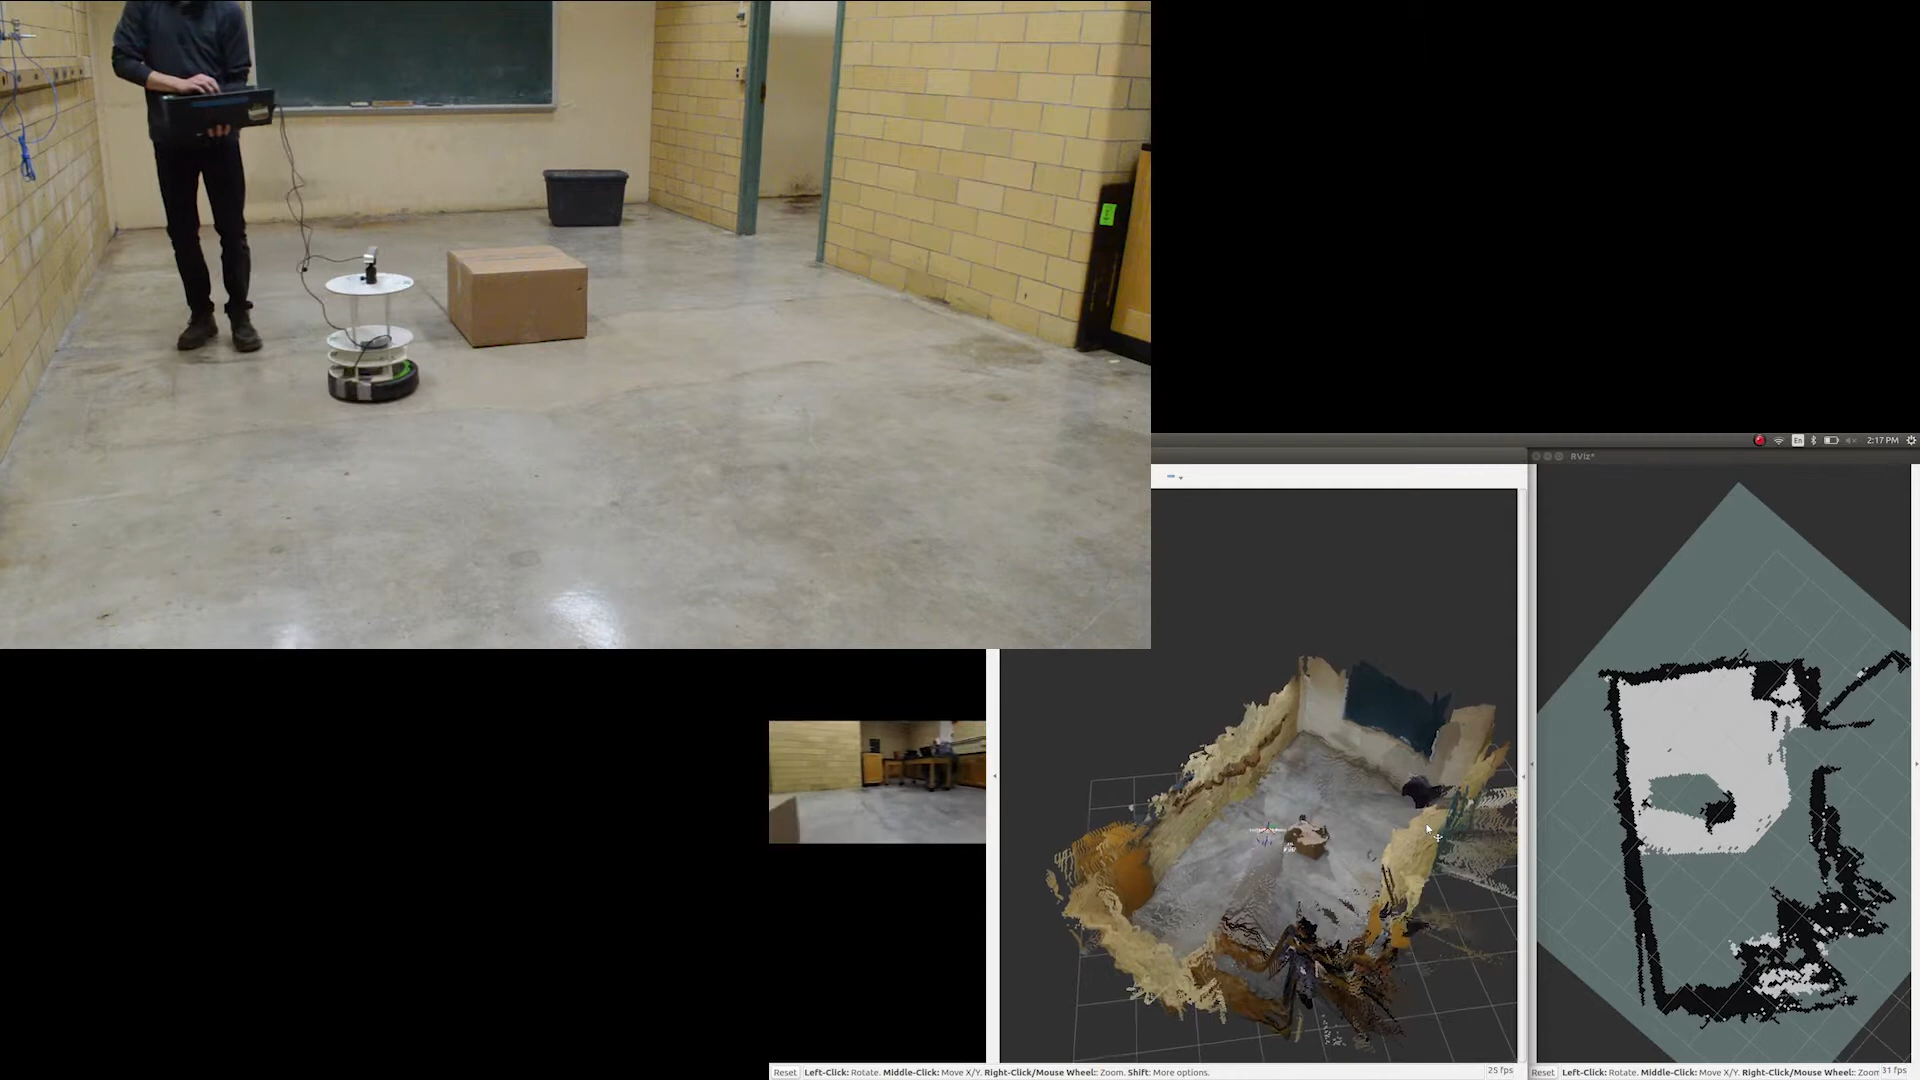 En
2:17 PM
RViz*
Reset Left-Click: Rotate. Middle-Click: Move X/Y. Right-Click/Mouse Wheel:: Zoom. Shift: More options.
25 fps
Reset Left-Click: Rotate. Middle-Click: Move X/Y. Right-Click/Mouse Wheel:: Zoom
31 fps